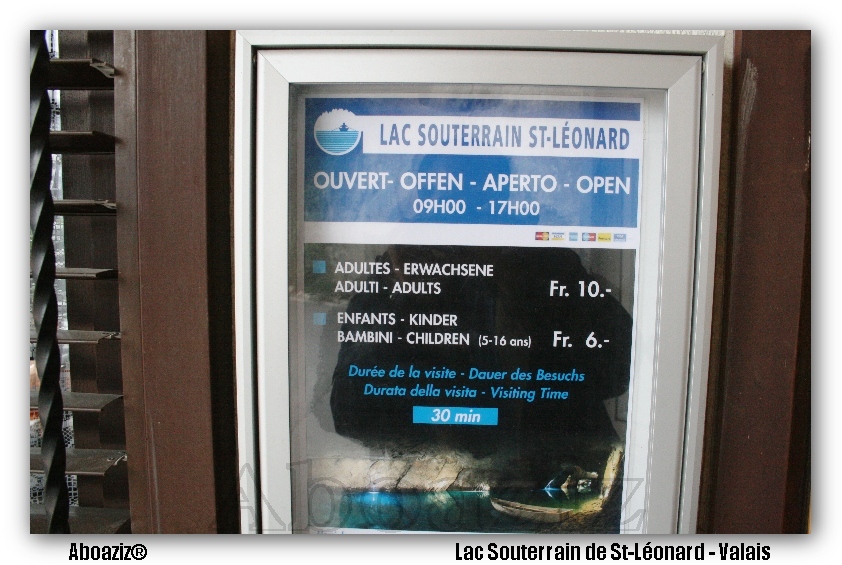 LAC SOUTERRAIN ST-LÉONARD
OUVERT- OFFEN - APERTO - OPEN
09H00 - 17H00
ADULTES - ERWACHSENE
ADULTI - ADULTS Fr. 10.-
ENFANTS - KINDER
BAMBINI - CHILDREN (5-16 ans) Fr. 6.-
Durée de la visite - Dauer des Besuchs
Durata della visita - Visiting Time
30 min
Aboaziz
Aboaziz® Lac Souterrain de St-Léonard - Valais